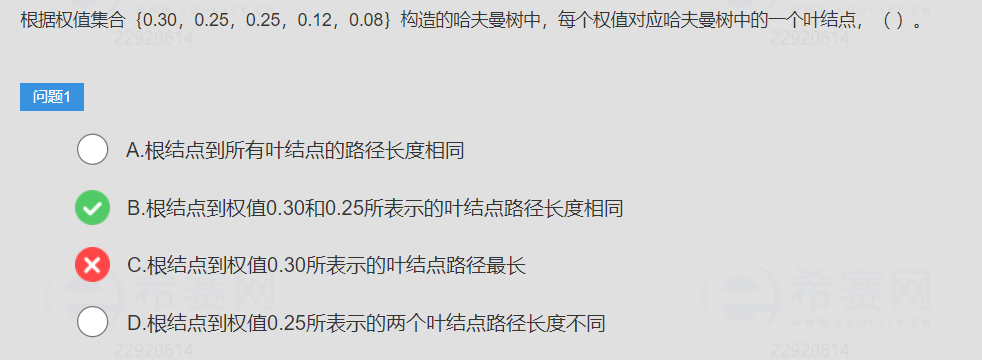 根据权值集合{0.30，0.25，0.25，0.12，0.08}构造的哈夫曼树中，每个权值对应哈夫曼树中的一个叶结点，（ ）。
22920614
22920614
问题1
A.根结点到所有叶结点的路径长度相同
B.根结点到权值0.30和0.25所表示的叶结点路径长度相同
C.根结点到权值0.30所表示的叶结点路径最长
希赛网
希赛网
WWW.EDUCITY.CN
WWW.EDUCITY.CN
D.根结点到权值0.25所表示的两个叶结点路径长度不同
22920614
22920614